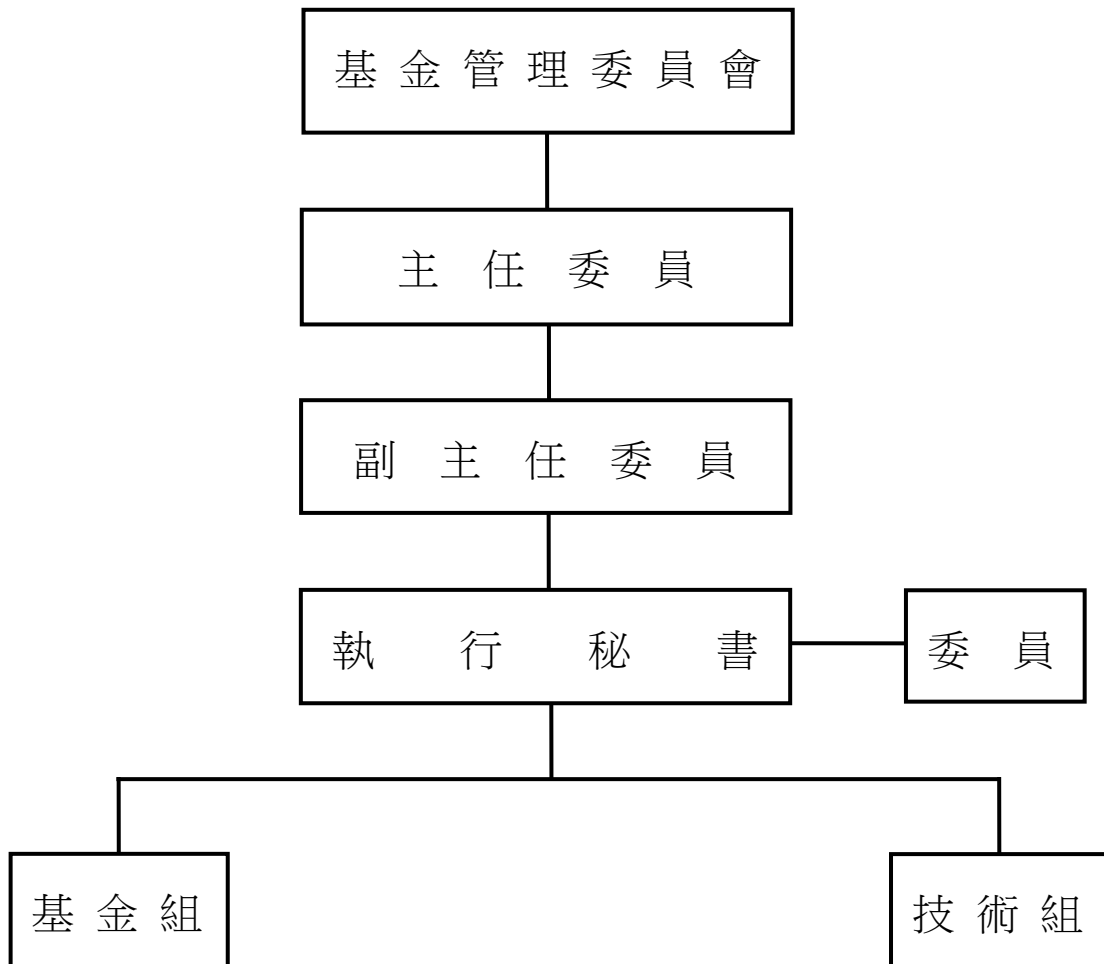 基金管理委員會
主任委員
副主任委員
執行秘書
委員
基金組
技術組